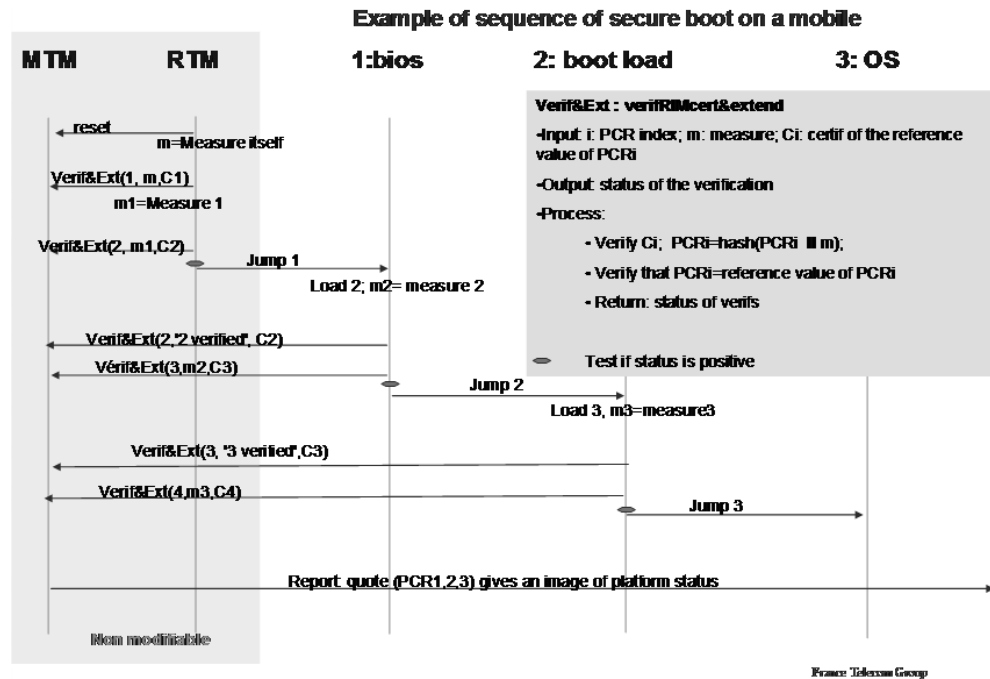 Example of sequence of secure boot on a mobile
MTM RTM 1:bios 2: boot load 3: OS
reset
m=Measure itself
Verif&Ext(1, m,C1)
m1=Measure 1
Verif&Ext(2, m1,C2)
Jump 1
Load 2; m2= measure 2
Verif&Ext(2,"2 verified", C2)
Vérif&Ext(3,m2,C3)
Jump 2
Load 3, m3=measure3
Verif&Ext(3, "3 verified",C3)
Verif&Ext(4,m3,C4)
Jump 3
Report: quote (PCR1,2,3) gives an image of platform status
Non modifiable
Verif&Ext : verifRIMcert&extend
-Input: i: PCR index; m: measure; Ci: certif of the reference
value of PCRi
-Output: status of the verification
-Process:
- Verify Ci; PCRi=hash(PCRi || m);
- Verify that PCRi=reference value of PCRi
- Return: status of verifs
Test if status is positive
France Telecom Group